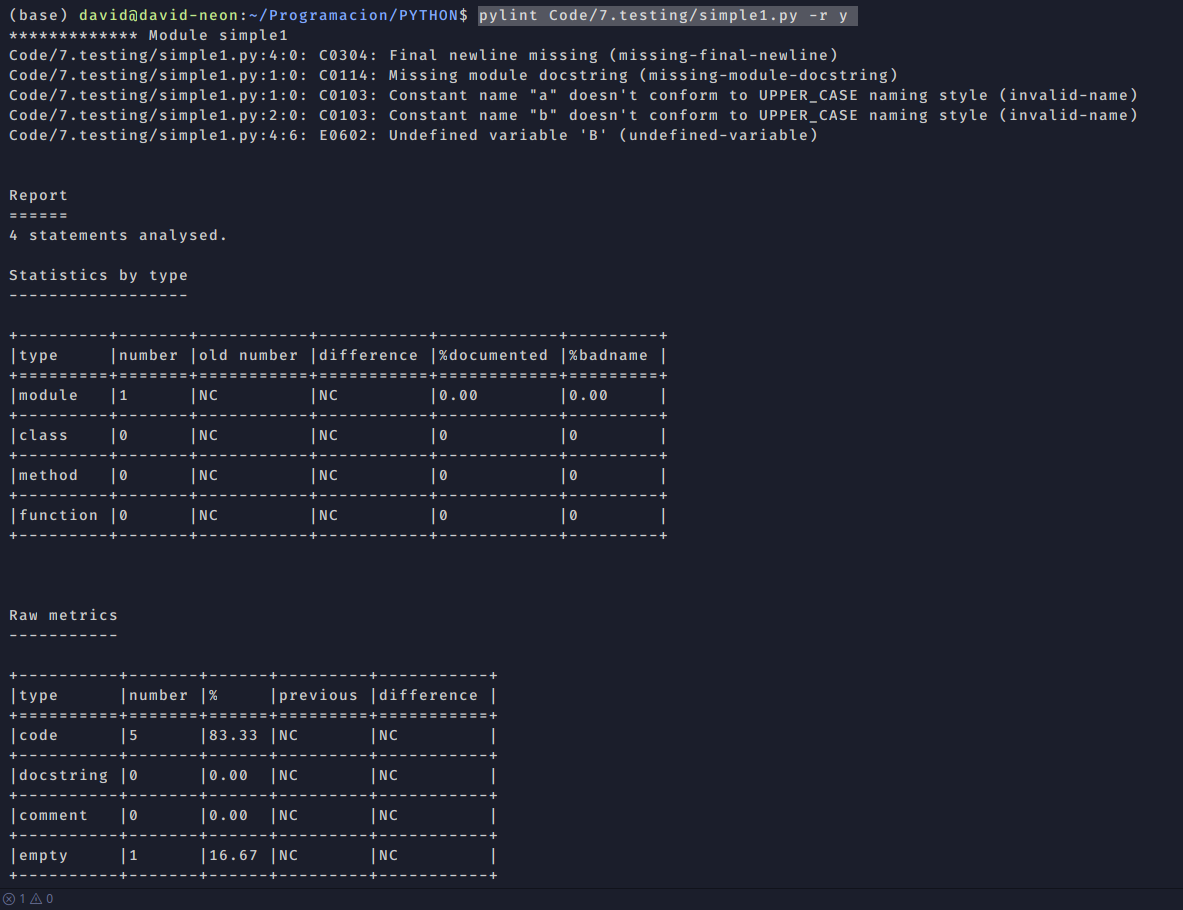 (base) david@david-neon:~/Programacion/PYTHON$ pylint Code/7.testing/simple1.py -r y
************* Module simple1
Code/7.testing/simple1.py:4:0: C0304: Final newline missing (missing-final-newline)
Code/7.testing/simple1.py:1:0: C0114: Missing module docstring (missing-module-docstring)
Code/7.testing/simple1.py:1:0: C0103: Constant name "a" doesn't conform to UPPER_CASE naming style (invalid-name)
Code/7.testing/simple1.py:2:0: C0103: Constant name "b" doesn't conform to UPPER_CASE naming style (invalid-name)
Code/7.testing/simple1.py:4:6: E0602: Undefined variable 'B' (undefined-variable)
Report
======
4 statements analysed.
Statistics by type
------------------
+---------+-------+-----------+-----------+------------+---------+
|type     |number |old number |difference |%documented |%badname |
+=========+=======+===========+===========+============+=========+
|module   |1      |NC         |NC         |0.00        |0.00     |
+---------+-------+-----------+-----------+------------+---------+
|class    |0      |NC         |NC         |0           |0        |
+---------+-------+-----------+-----------+------------+---------+
|method   |0      |NC         |NC         |0           |0        |
+---------+-------+-----------+-----------+------------+---------+
|function |0      |NC         |NC         |0           |0        |
+---------+-------+-----------+-----------+------------+---------+
Raw metrics
-----------
+----------+-------+------+---------+-----------+
|type      |number |%     |previous |difference |
+==========+=======+======+=========+===========+
|code      |5      |83.33 |NC       |NC         |
+----------+-------+------+---------+-----------+
|docstring |0      |0.00  |NC       |NC         |
+----------+-------+------+---------+-----------+
|comment   |0      |0.00  |NC       |NC         |
+----------+-------+------+---------+-----------+
|empty     |1      |16.67 |NC       |NC         |
+----------+-------+------+---------+-----------+
1 0